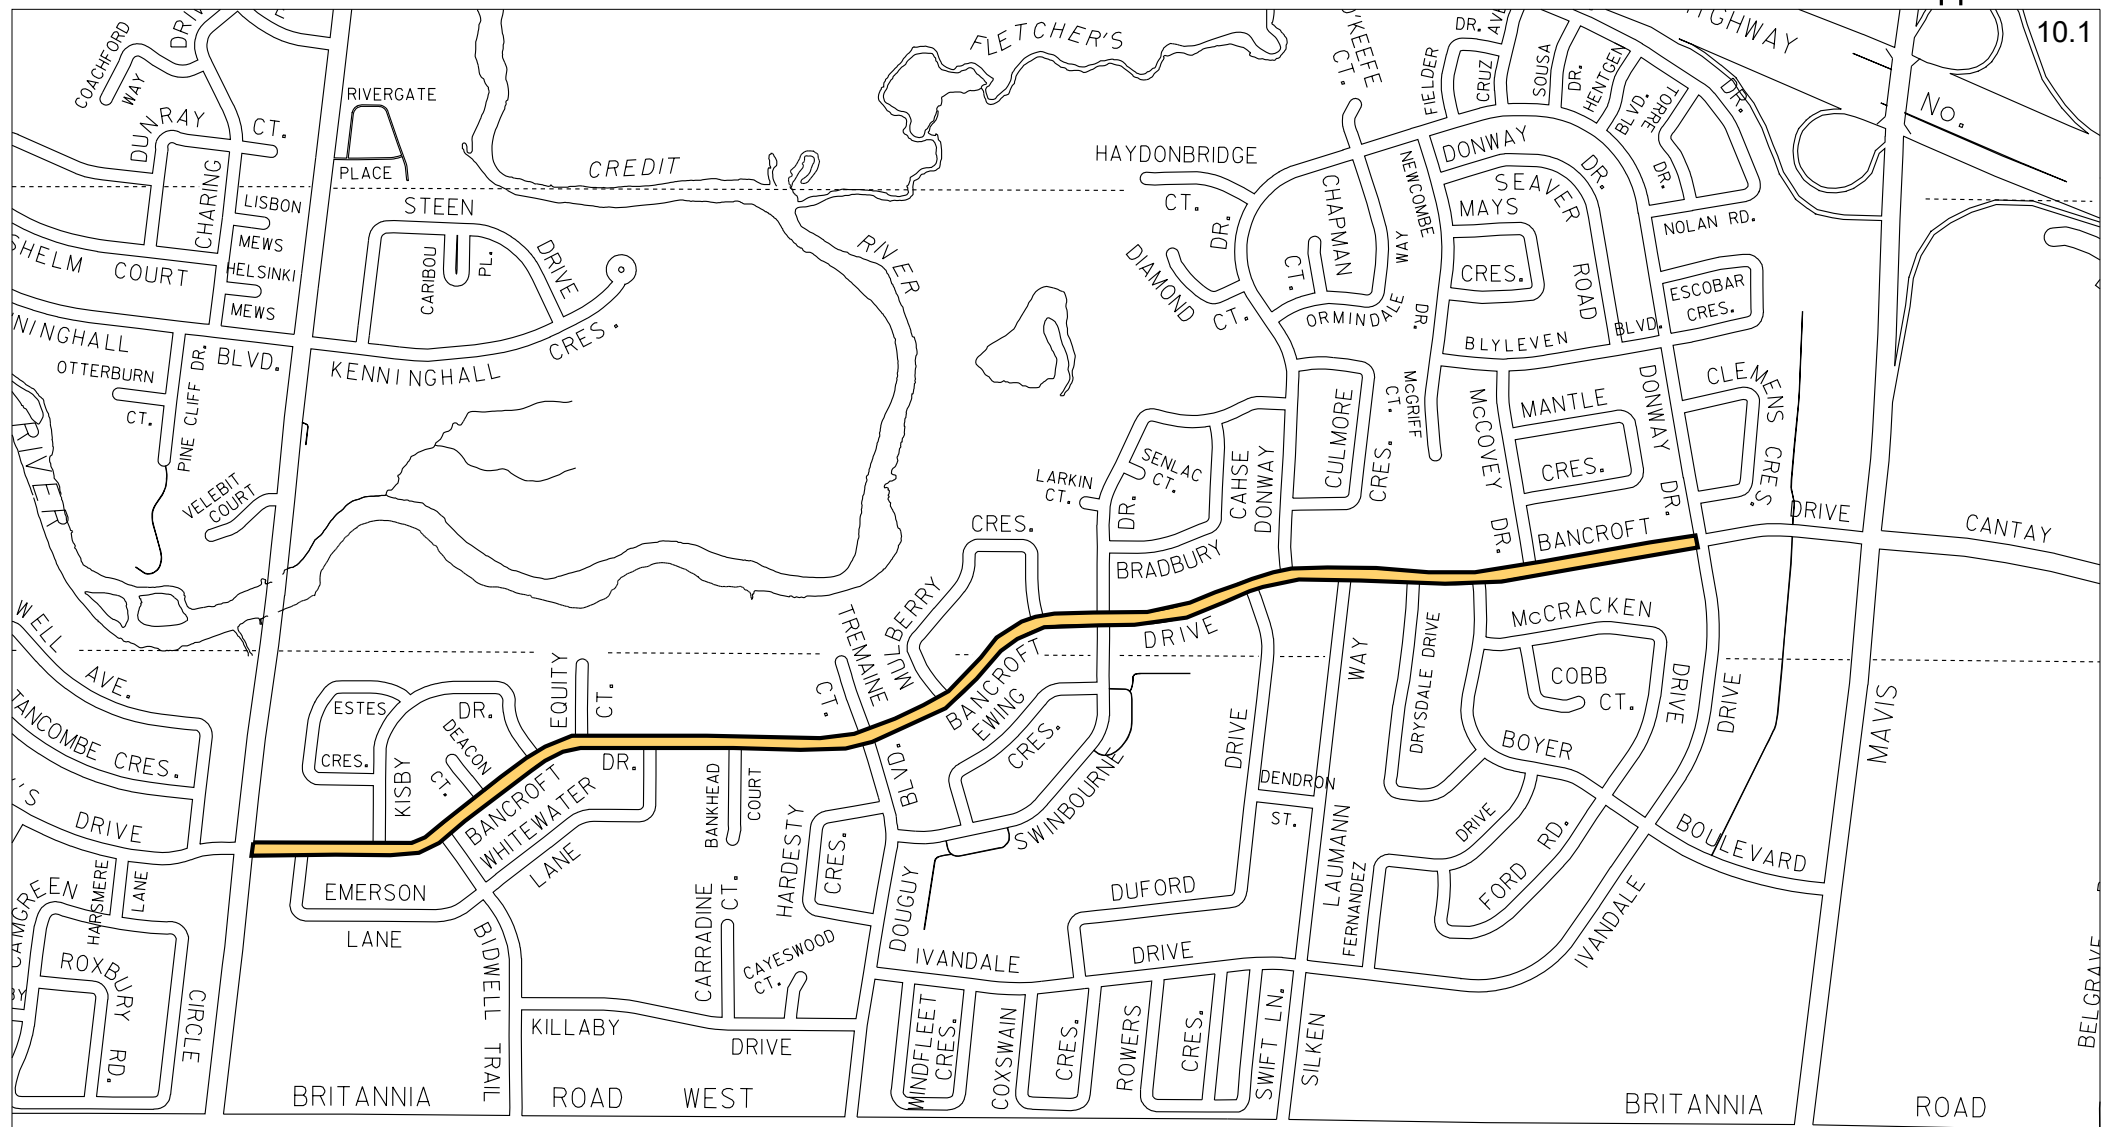 10.1
HIGHWAY
NO.
FLETCHER'S
O'KEEFE
CT.
COACHFORD
WAY
DUNRAY
CT.
CHARING
RIVERGATE
PLACE
CREDIT
RIVER
LISBON
MEWS
HELSINKI
MEWS
STEEN
DRIVE
CARIBOU
PL.
COURT
BLVD.
KENNINGHALL
CRES.
OTTERBURN
CT.
PINE CLIFF DR.
VELEBIT
COURT
RIVER
HAYDONBRIDGE
CT.
DR.
DIAMOND
CT.
CHAPMAN
CT.
ORMINDALE
WAY
FIELDER
DR.
AVE
CRUZ
SOUSA
DR.
HENTGEN
BLVD.
TORRE
DR.
DR.
DONWAY
DR.
NEWCOMBE
DR.
SEAVER
ROAD
MAYS
CRES.
NOLAN RD.
ESCOBAR
CRES.
BLYLEVEN
BLVD.
CLEMENS
CRES.
McGRIFF
CT.
McCOVEY
DR.
MANTLE
CRES.
DONWAY
DR.
CULMORE
CRES.
CAHSE
DONWAY
SENLAC
CT.
LARKIN
CT.
DR.
BRADBURY
BANCROFT
DRIVE
CANTAY
CRES.
MULBERRY
TREMAINE
CT.
BANCROFT
DRIVE
EWING
CRES.
SWINBOURNE
McCRACKEN
DRIVE
COBB
CT.
DRIVE
MAVIS
DRYSDALE DRIVE
WAY
BOYER
BOULEVARD
DRIVE
DENDRON
ST.
LAUMANN
FERNANDEZ
DRIVE
FORD
RD.
IVANDALE
AVE.
CRES.
DRIVE
HARSMERE
LANE
ROXBURY
RD.
CIRCLE
ESTES
CRES.
KISBY
DR.
DEACON
CT.
EQUITY
CT.
BANCROFT
DR.
WHITEWATER
LANE
BANKHEAD
COURT
EMERSON
LANE
BIDWELL TRAIL
BLVD.
HARDESTY
CRES.
DOUGUY
CARRADINE
CT.
CAYESWOOD
CT.
KILLABY
DRIVE
DUFORD
IVANDALE
DRIVE
WINDFLEET
CRES.
COXSWAIN
CRES.
ROWERS
CRES.
SWIFT LN.
SILKEN
BELGRAVE
BRITANNIA
ROAD
WEST
BRITANNIA
ROAD